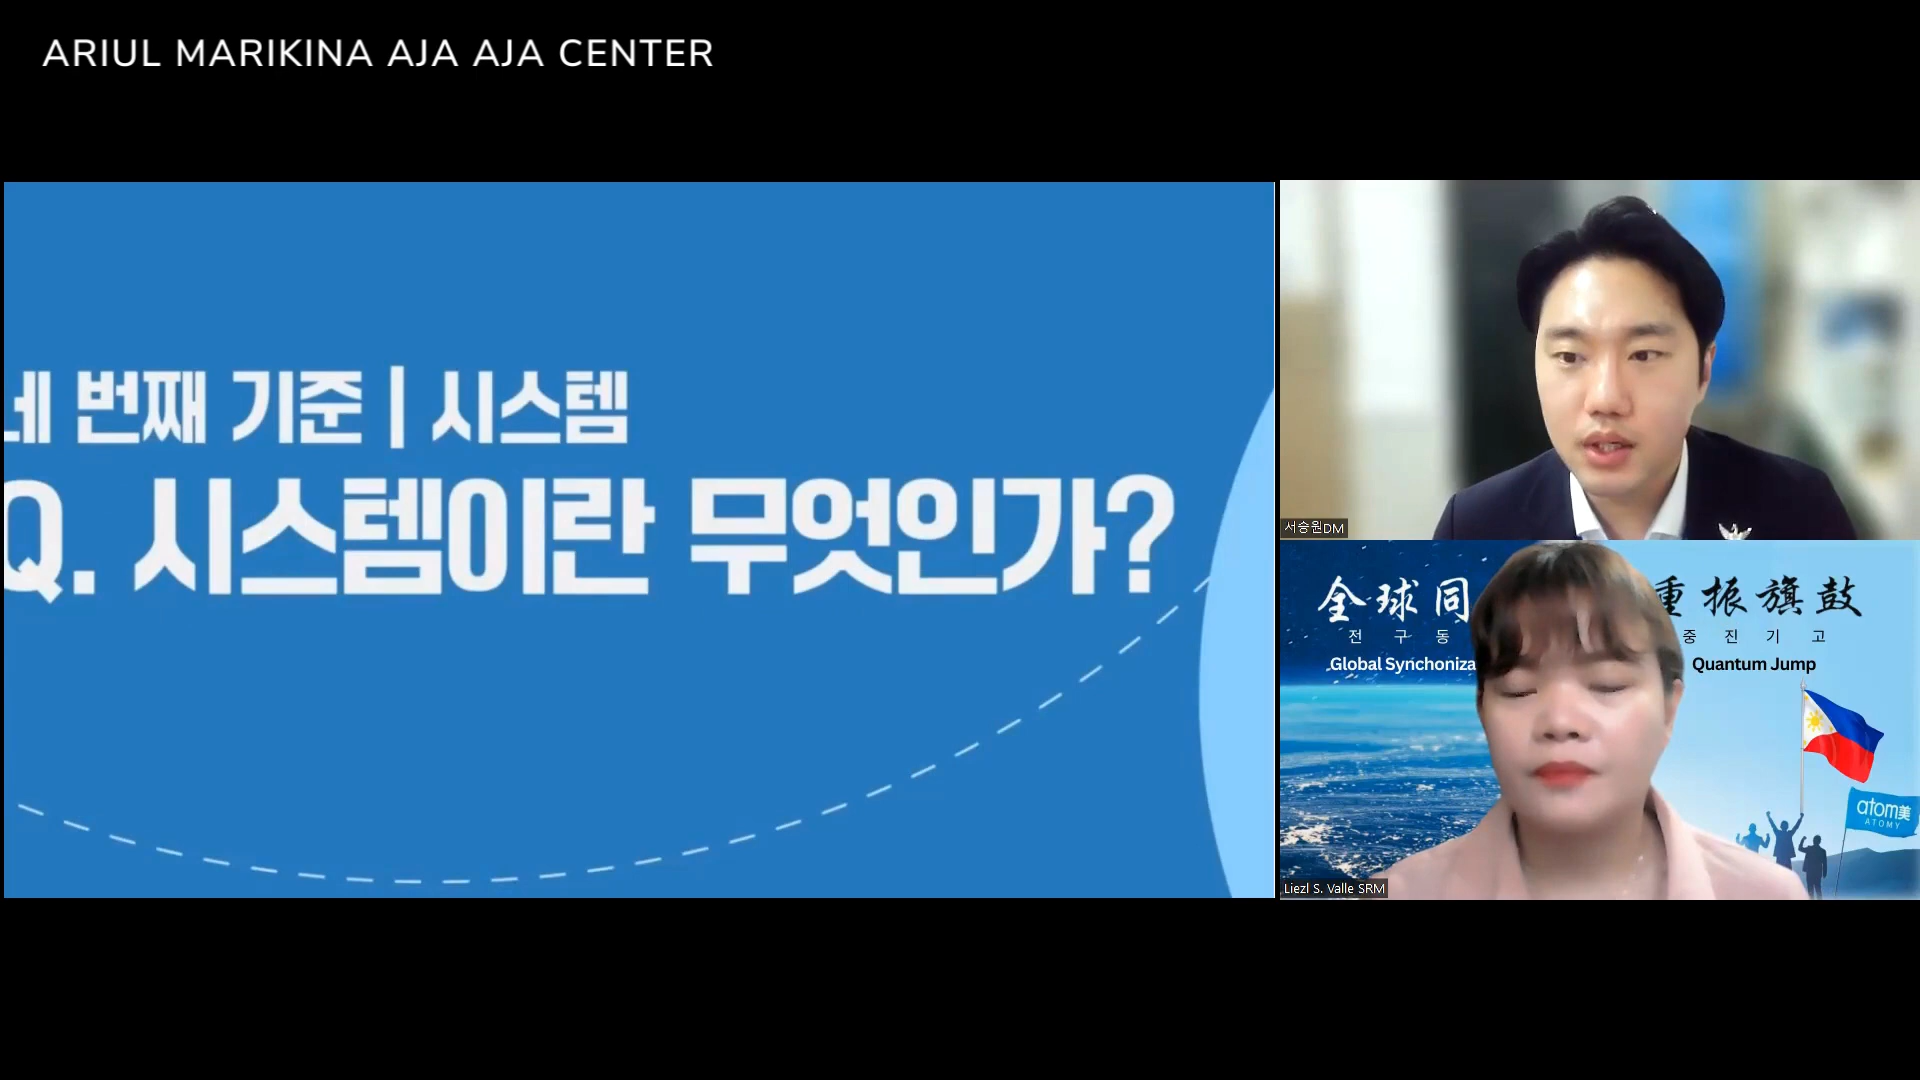 ARIUL MARIKINA AJA AJA CENTER
네 번째 기준 | 시스템
Q. 시스템이란 무엇인가?
서승원DM
全球同 重振旗鼓
전구동 중진기고
Global Synchoniza Quantum Jump
atom美
ATOMY
Liezl S. Valle SRM